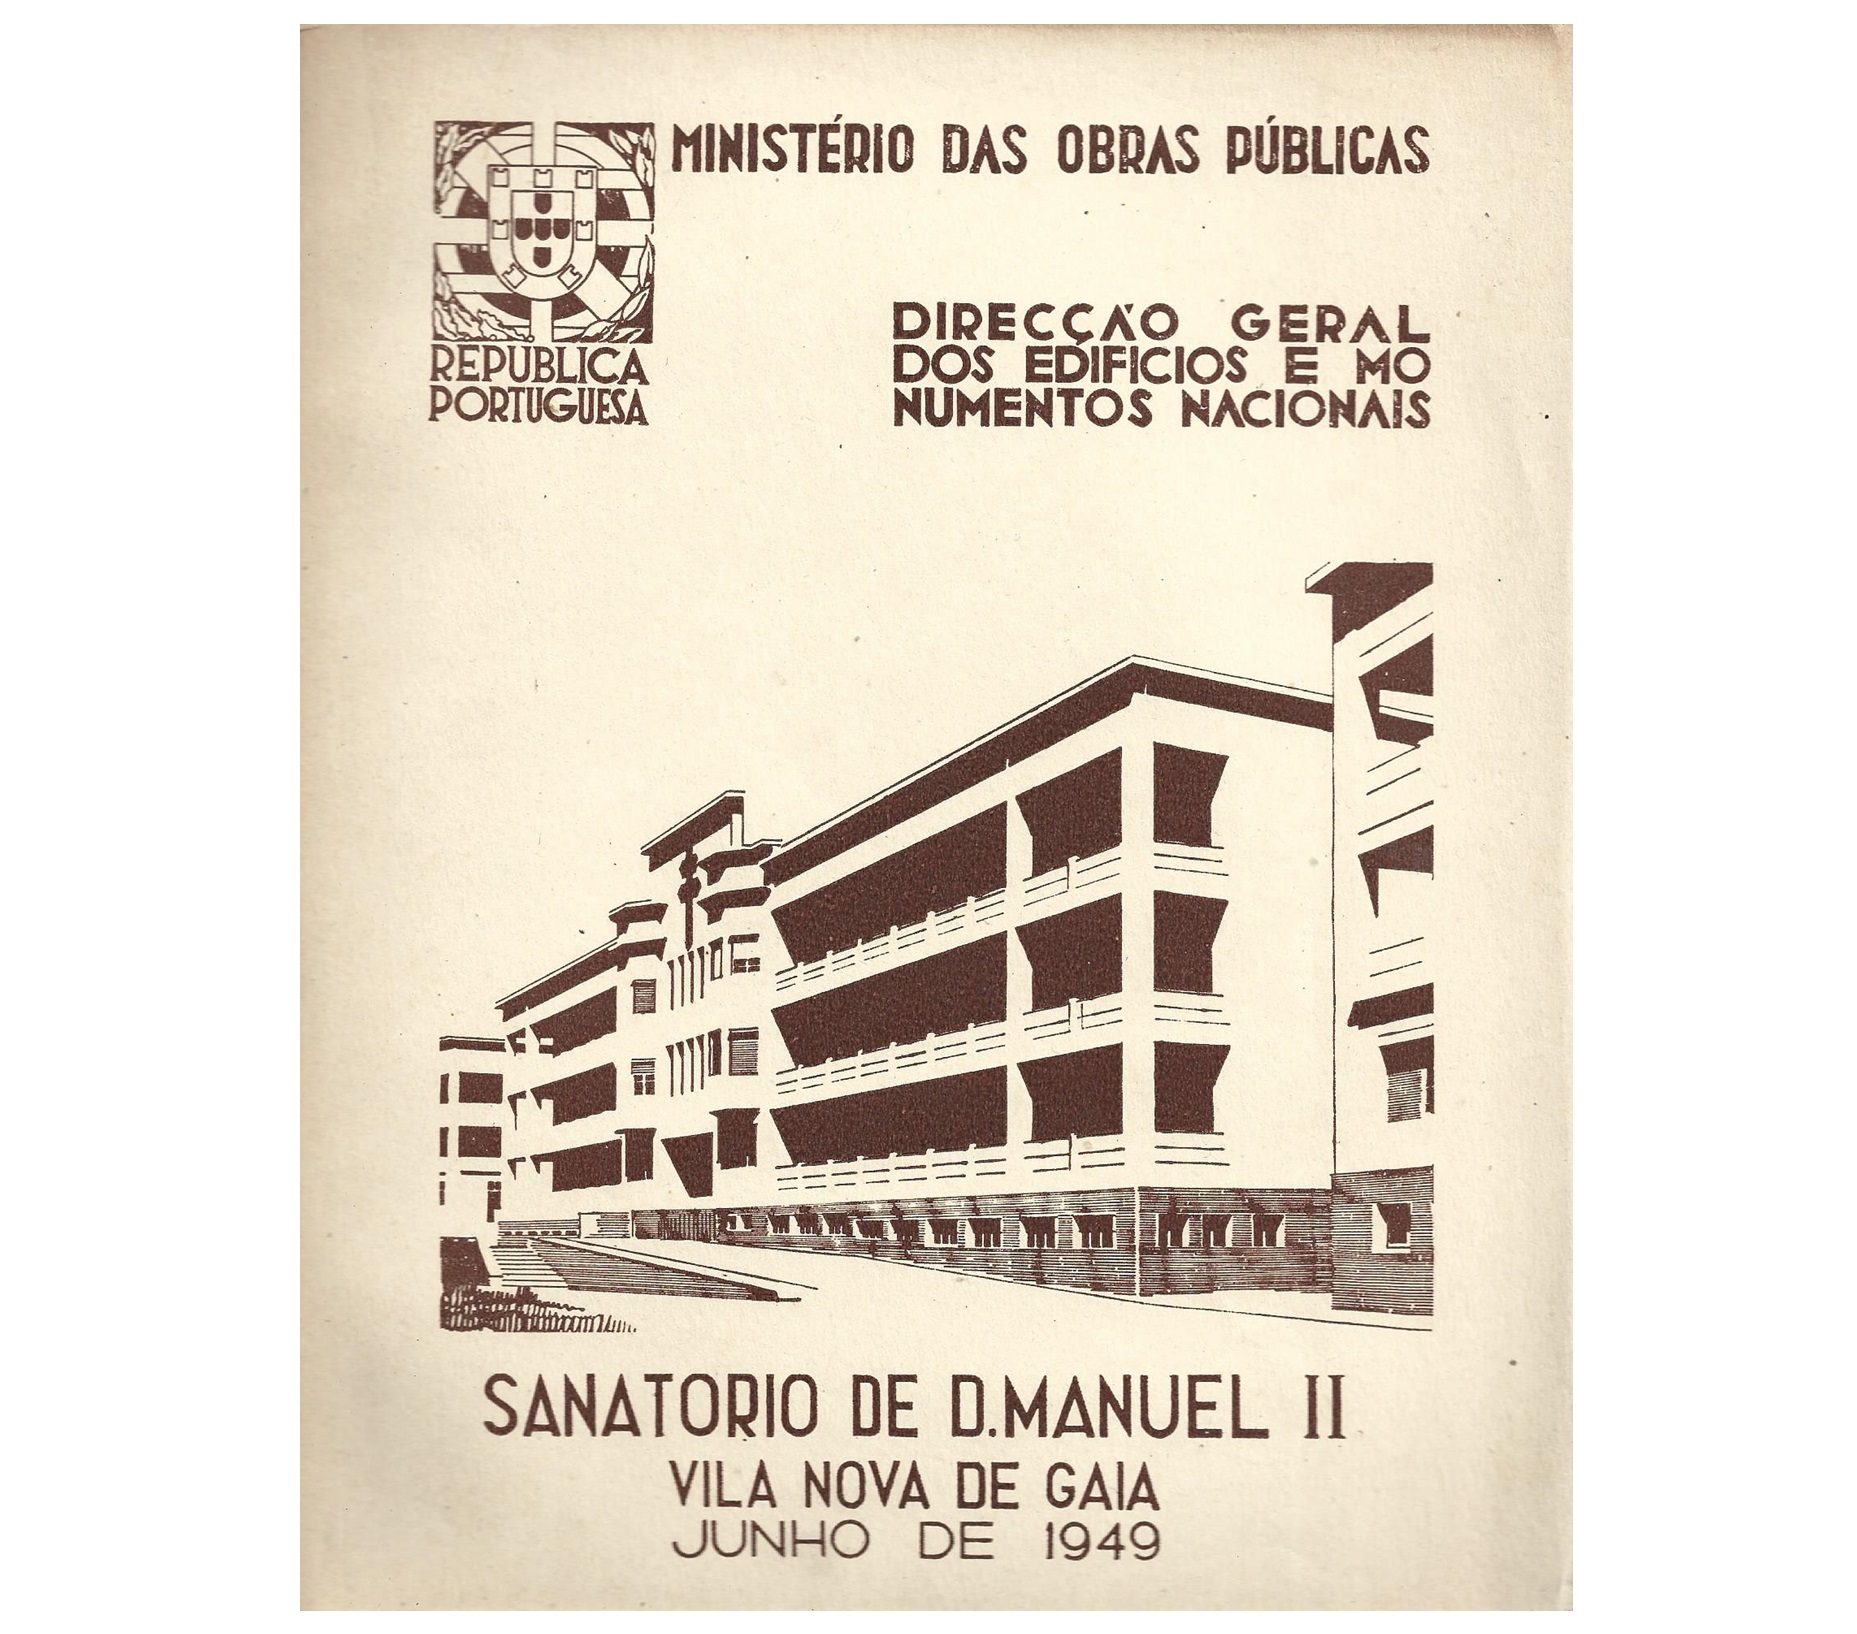 MINISTÉRIO DAS OBRAS PÚBLICAS
REPUBLICA
PORTUGUESA
DIRECÇÃO GERAL
DOS EDIFICIOS E MO
NUMENTOS NACIONAIS
SANATORIO DE D.MANUEL II
VILA NOVA DE GAIA
JUNHO DE 1949